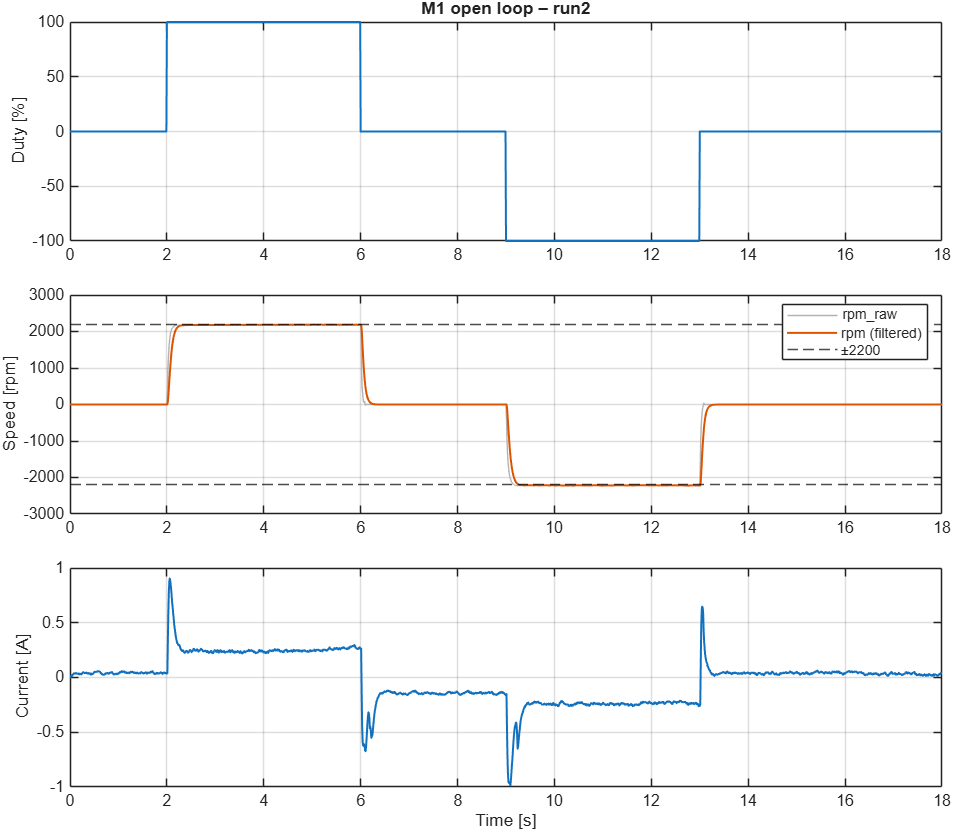 M1 open loop – run2
100
50
0
-50
-100
Duty [%]
0 2 4 6 8 10 12 14 16 18
3000
2000
1000
0
-1000
-2000
-3000
Speed [rpm]
rpm_raw
rpm (filtered)
±2200
0 2 4 6 8 10 12 14 16 18
1
0.5
0
-0.5
-1
Current [A]
0 2 4 6 8 10 12 14 16 18
Time [s]